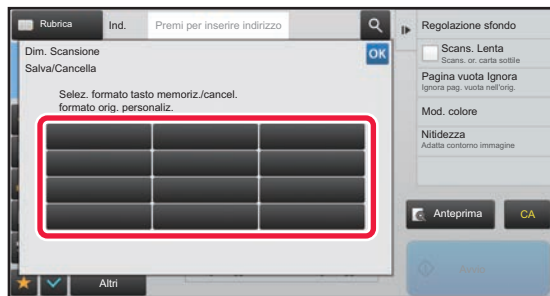 Rubrica
Ind.
Premi per inserire indirizzo
Regolazione sfondo
Dim. Scansione
OK
Salva/Cancella
Scans. Lenta
Scans. or. carta sottile
Selez. formato tasto memoriz./cancel.
formato orig. personaliz.
Pagina vuota Ignora
Ignora pag. vuota nell'orig.
Mod. colore
Nitidezza
Adatta contorno immagine
Anteprima
CA
Altri